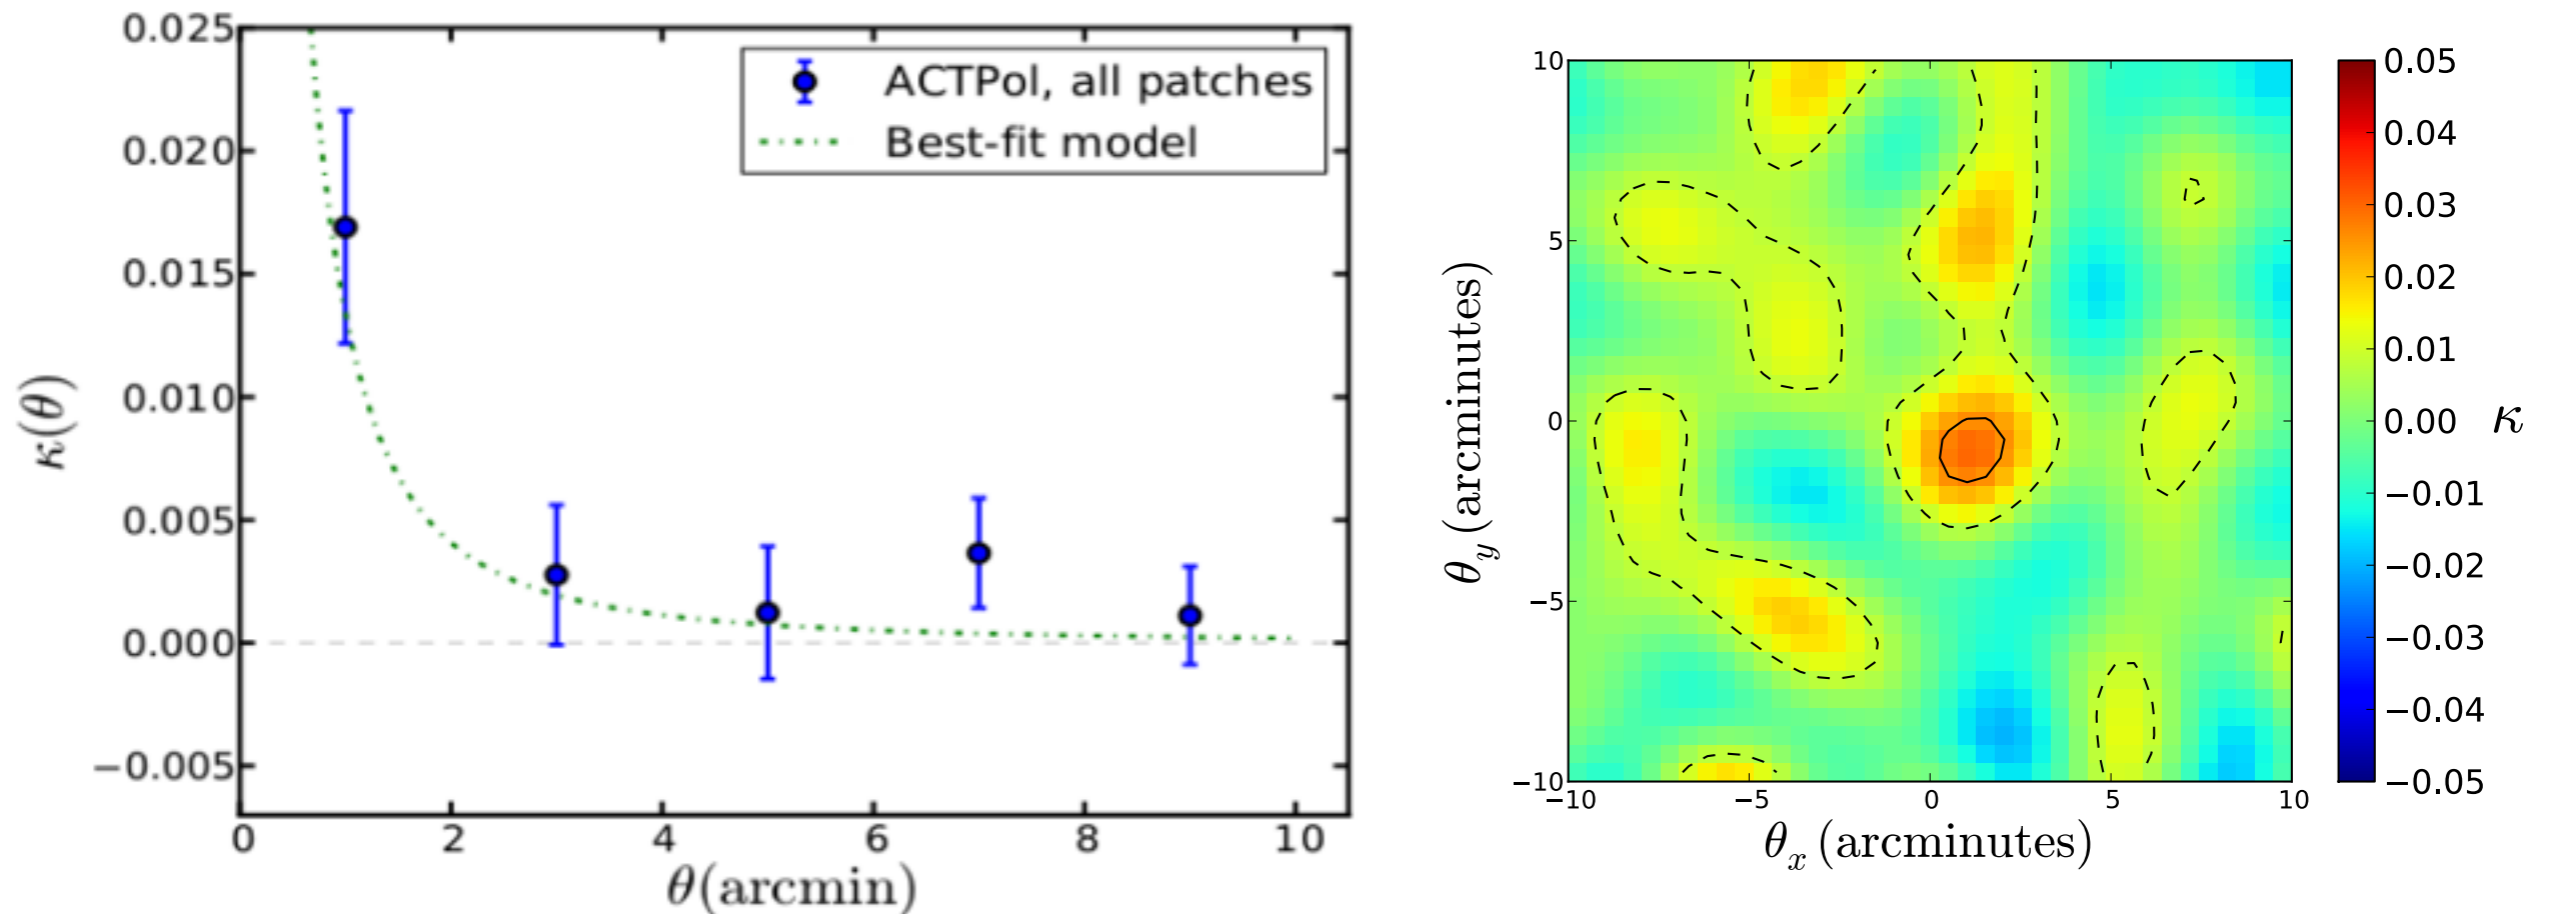 0.025
0.020
0.015
0.010
0.005
0.000
−0.005
κ(θ)
ACTPol, all patches
Best-fit model
0 2 4 6 8 10
θ(arcmin)
10
5
0
−5
−10
θy (arcminutes)
−10 −5 0 5 10
θx (arcminutes)
0.05
0.04
0.03
0.02
0.01
0.00
−0.01
−0.02
−0.03
−0.04
−0.05
κ